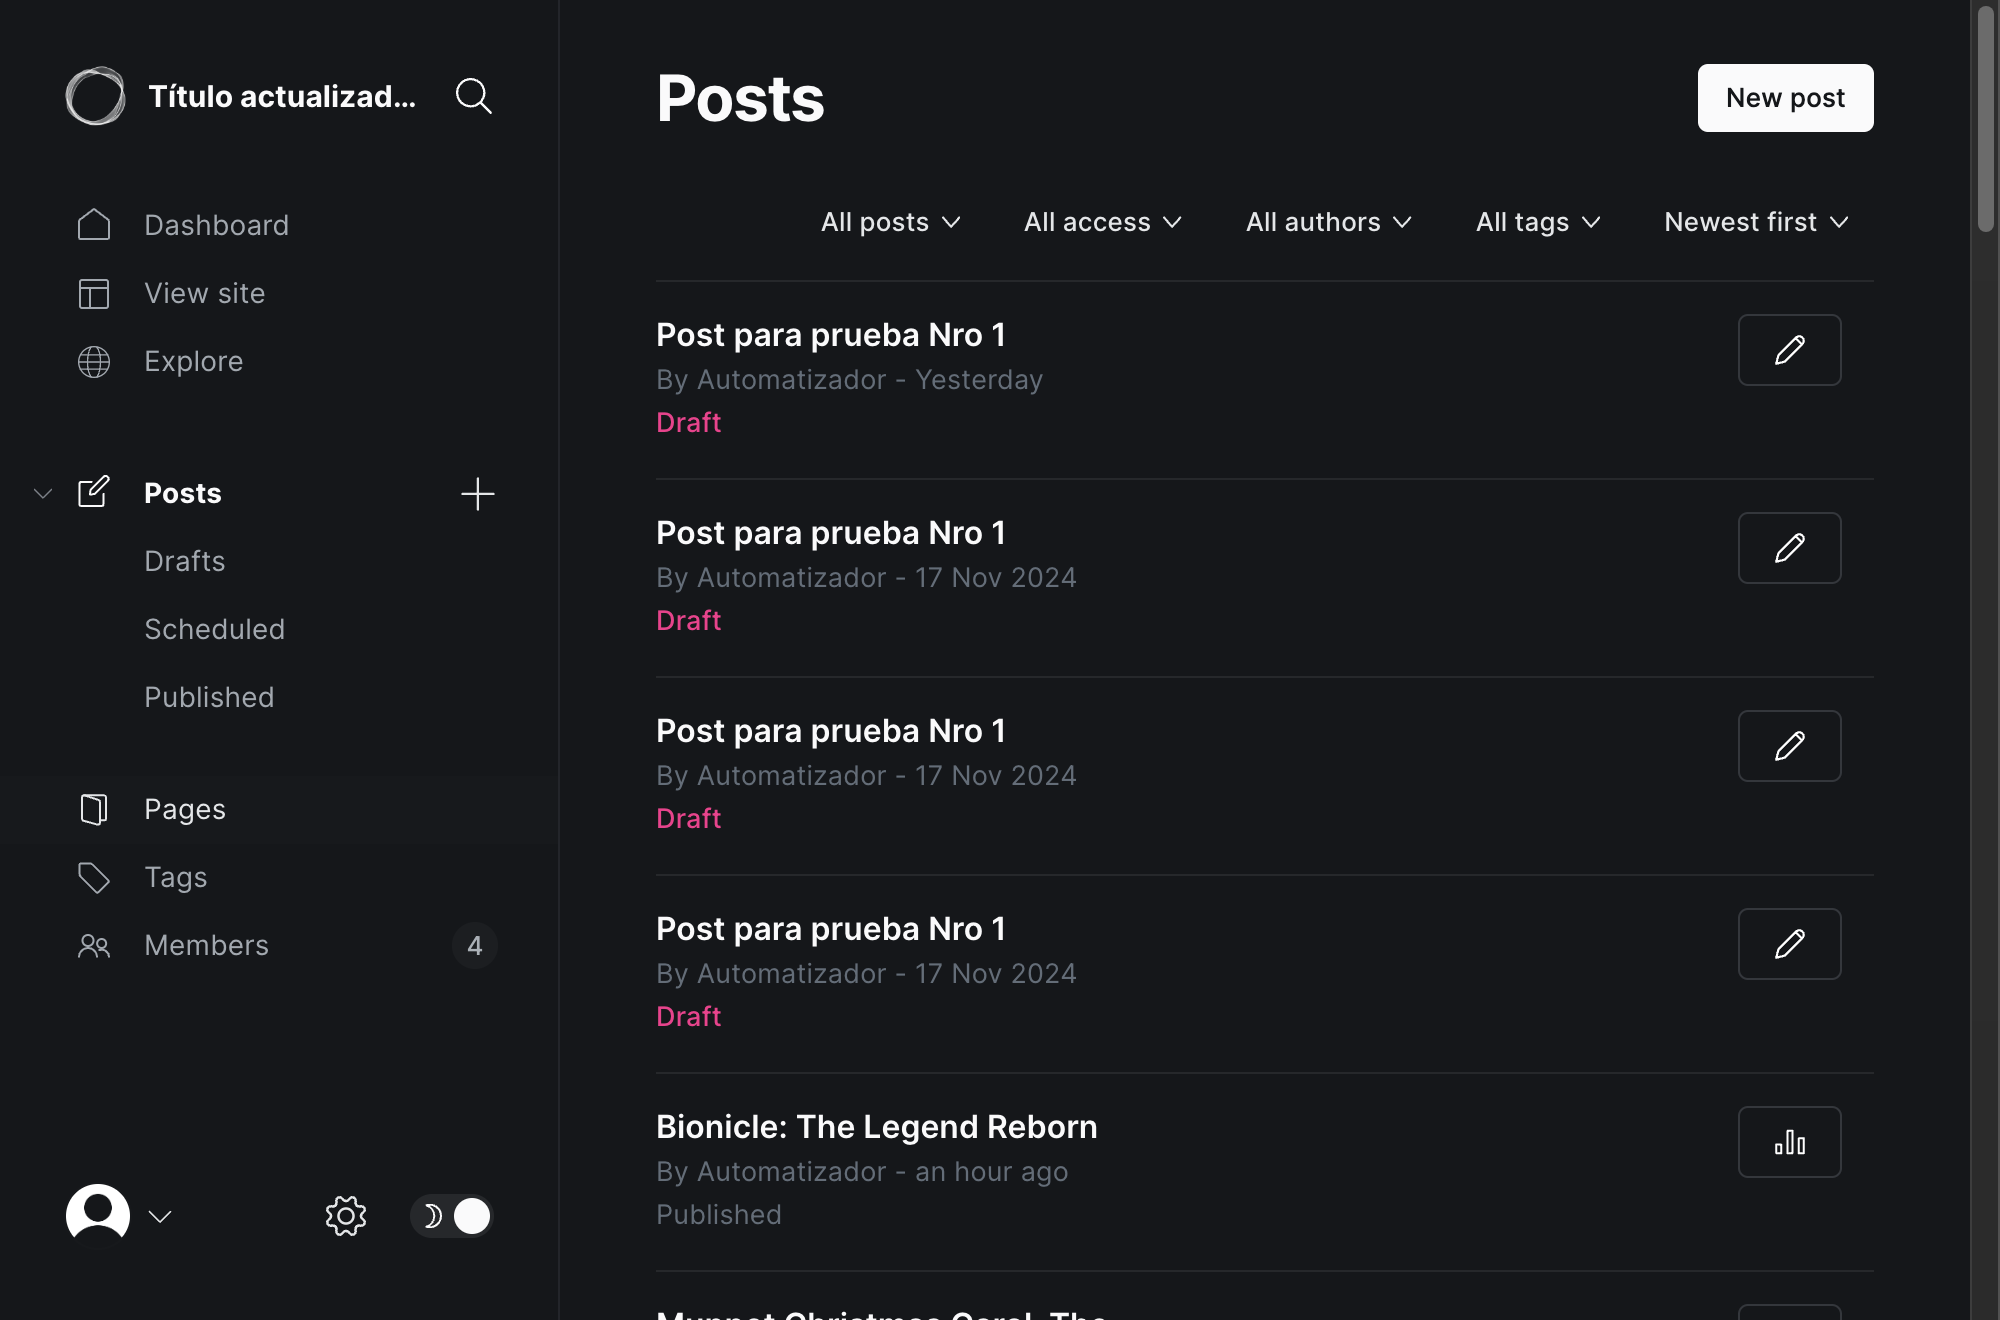 Título actualizad...
Dashboard
View site
Explore
Posts
Drafts
Scheduled
Published
Pages
Tags
Members
4
Posts
New post
All posts
All access
All authors
All tags
Newest first
Post para prueba Nro 1
By Automatizador - Yesterday
Draft
Post para prueba Nro 1
By Automatizador - 17 Nov 2024
Draft
Post para prueba Nro 1
By Automatizador - 17 Nov 2024
Draft
Post para prueba Nro 1
By Automatizador - 17 Nov 2024
Draft
Bionicle: The Legend Reborn
By Automatizador - an hour ago
Published
Muppet Christmas Carol, The